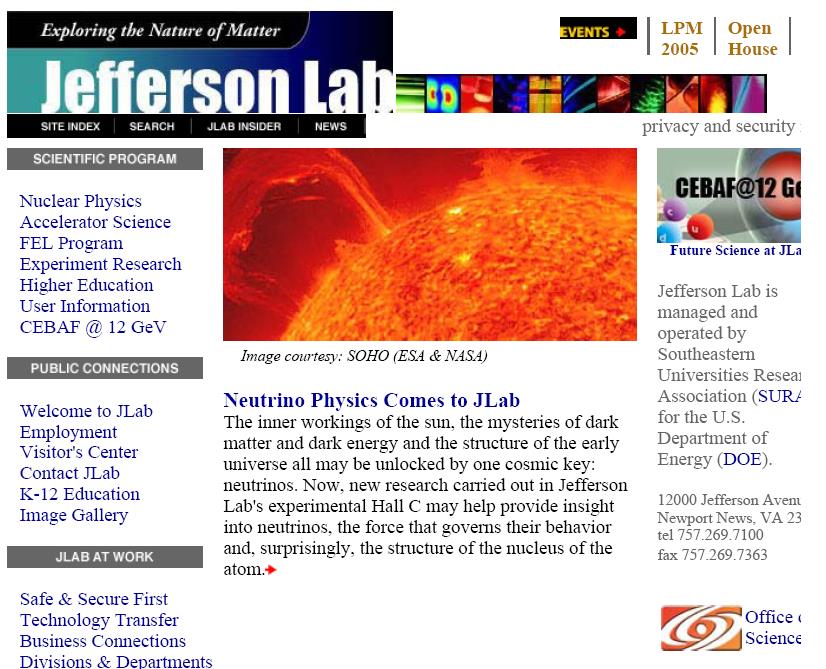 Exploring the Nature of Matter
Jefferson Lab
SITE INDEX SEARCH JLAB INSIDER NEWS
EVENTS
LPM
2005
Open
House
privacy and security
SCIENTIFIC PROGRAM
Nuclear Physics
Accelerator Science
FEL Program
Experiment Research
Higher Education
User Information
CEBAF @ 12 GeV
PUBLIC CONNECTIONS
Welcome to JLab
Employment
Visitor's Center
Contact JLab
K-12 Education
Image Gallery
JLAB AT WORK
Safe & Secure First
Technology Transfer
Business Connections
Divisions & Departments
Image courtesy: SOHO (ESA & NASA)
Neutrino Physics Comes to JLab
The inner workings of the sun, the mysteries of dark
matter and dark energy and the structure of the early
universe all may be unlocked by one cosmic key:
neutrinos. Now, new research carried out in Jefferson
Lab's experimental Hall C may help provide insight
into neutrinos, the force that governs their behavior
and, surprisingly, the structure of the nucleus of the
atom.
CEBAF@12 Ge
c u d
Future Science at JLa
Jefferson Lab is
managed and
operated by
Southeastern
Universities Resear
Association (SURA
for the U.S.
Department of
Energy (DOE).
12000 Jefferson Avenu
Newport News, VA 23
tel 757.269.7100
fax 757.269.7363
Office
Science